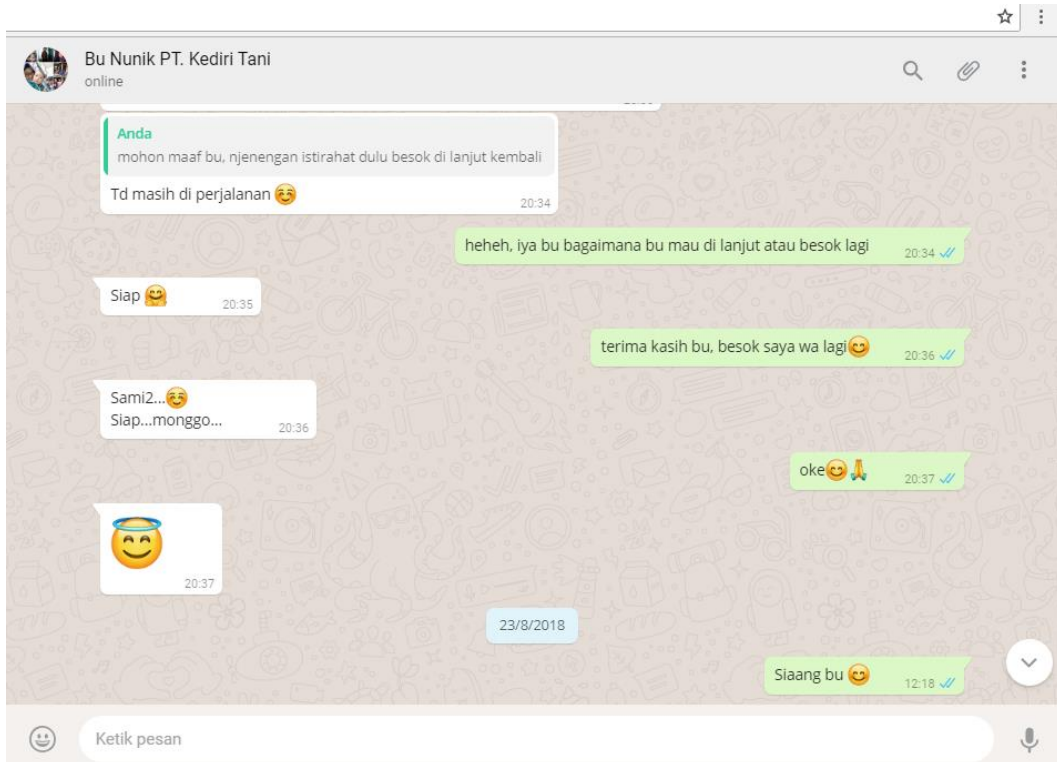 Bu Nunik PT. Kediri Tani
online
Anda
mohon maaf bu, njenengan istirahat dulu besok di lanjut kembali
Td masih di perjalanan ☺️
20:34
heheh, iya bu bagaimana bu mau di lanjut atau besok lagi
20:34
Siap 🤗
20:35
terima kasih bu, besok saya wa lagi😊
20:36
Sami2...☺️
Siap...monggo...
20:36
oke😊🙏
20:37
😇
20:37
23/8/2018
Siaang bu 😊
12:18
Ketik pesan